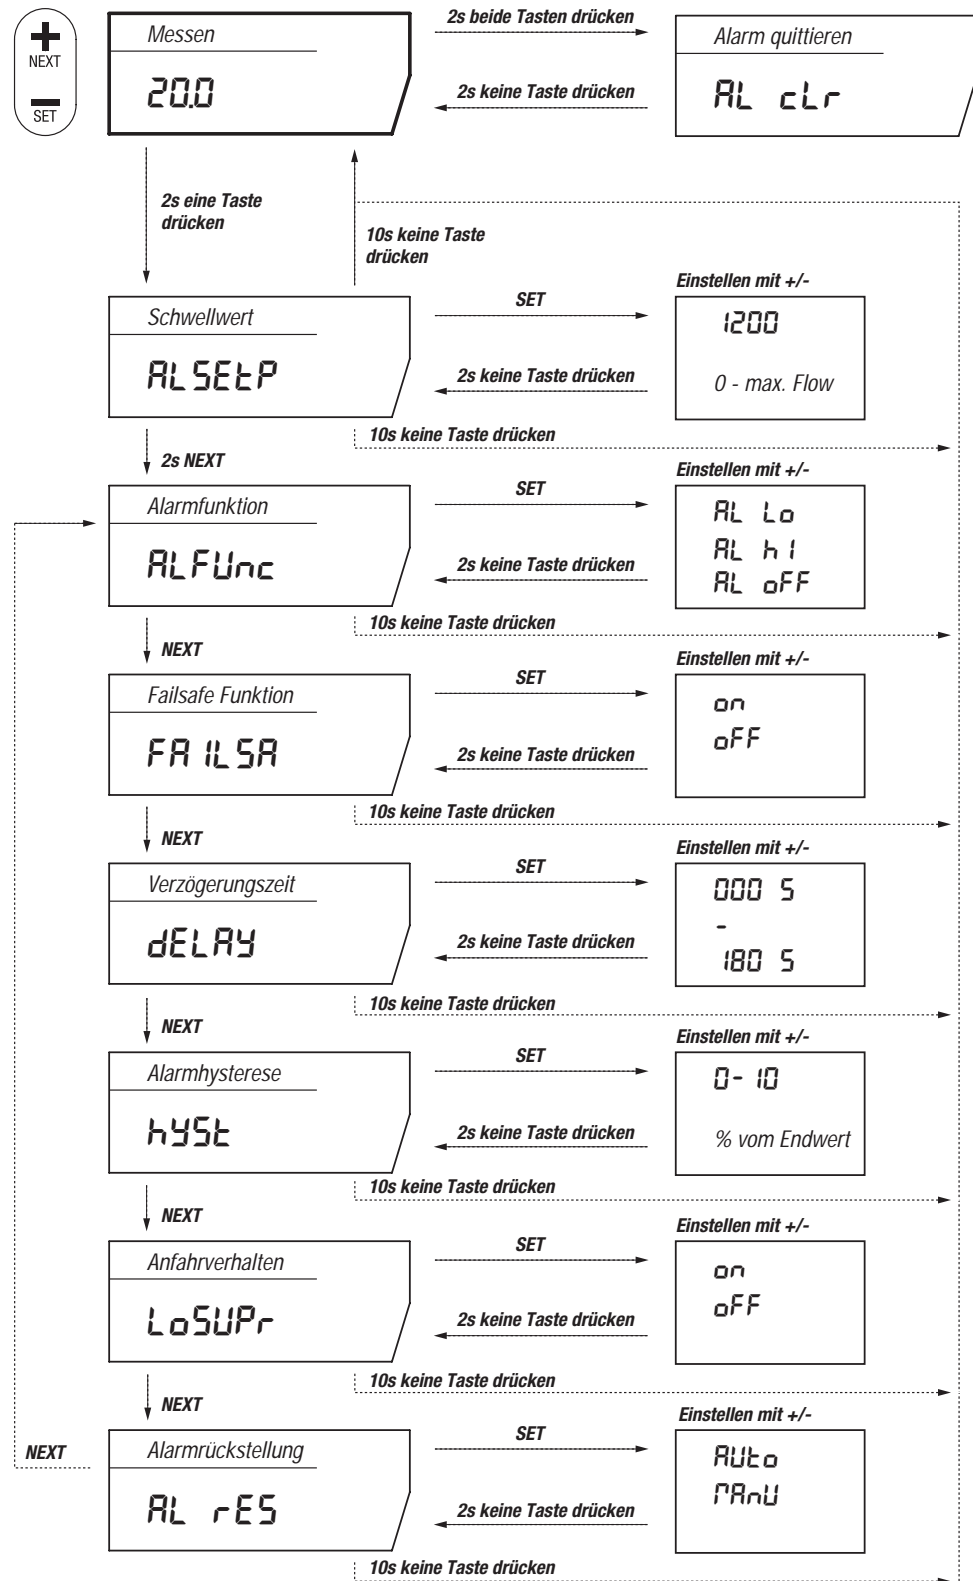 NEXT
SET
Messen
20.0
2s beide Tasten drücken
2s keine Taste drücken
Alarm quittieren
AL cLr
2s eine Taste
drücken
10s keine Taste
drücken
Schwellwert
ALSEtP
SET
2s keine Taste drücken
Einstellen mit +/-
1200
0 - max. Flow
10s keine Taste drücken
2s NEXT
Alarmfunktion
ALFUnc
SET
2s keine Taste drücken
Einstellen mit +/-
AL Lo
AL hI
AL oFF
10s keine Taste drücken
NEXT
Failsafe Funktion
FAILSA
SET
2s keine Taste drücken
Einstellen mit +/-
on
oFF
10s keine Taste drücken
NEXT
Verzögerungszeit
dELAY
SET
2s keine Taste drücken
Einstellen mit +/-
000 S
-
180 S
10s keine Taste drücken
NEXT
Alarmhysterese
hYSt
SET
2s keine Taste drücken
Einstellen mit +/-
0-10
% vom Endwert
10s keine Taste drücken
NEXT
Anfahrverhalten
LoSUPr
SET
2s keine Taste drücken
Einstellen mit +/-
on
oFF
10s keine Taste drücken
NEXT
NEXT
Alarmrückstellung
AL rES
SET
2s keine Taste drücken
Einstellen mit +/-
AUto
MAnU
10s keine Taste drücken